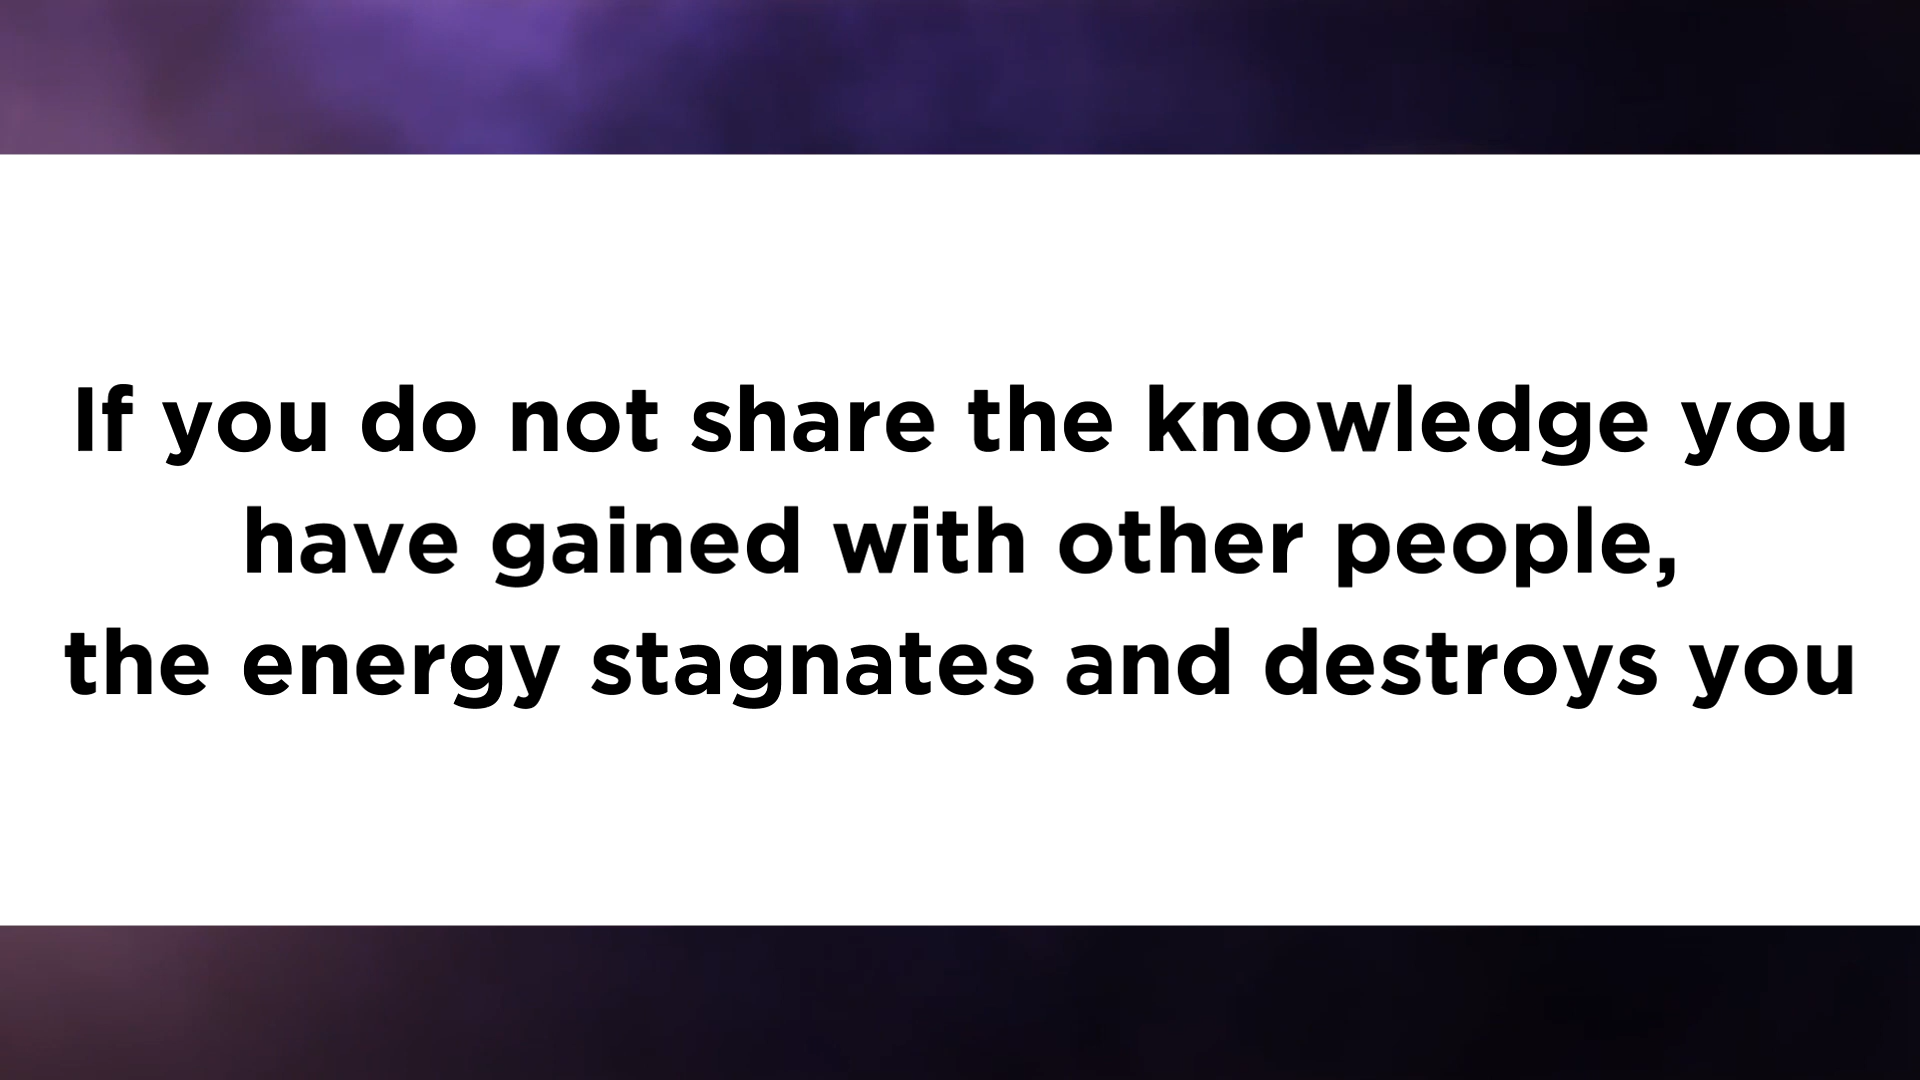 If you do not share the knowledge you
have gained with other people,
the energy stagnates and destroys you